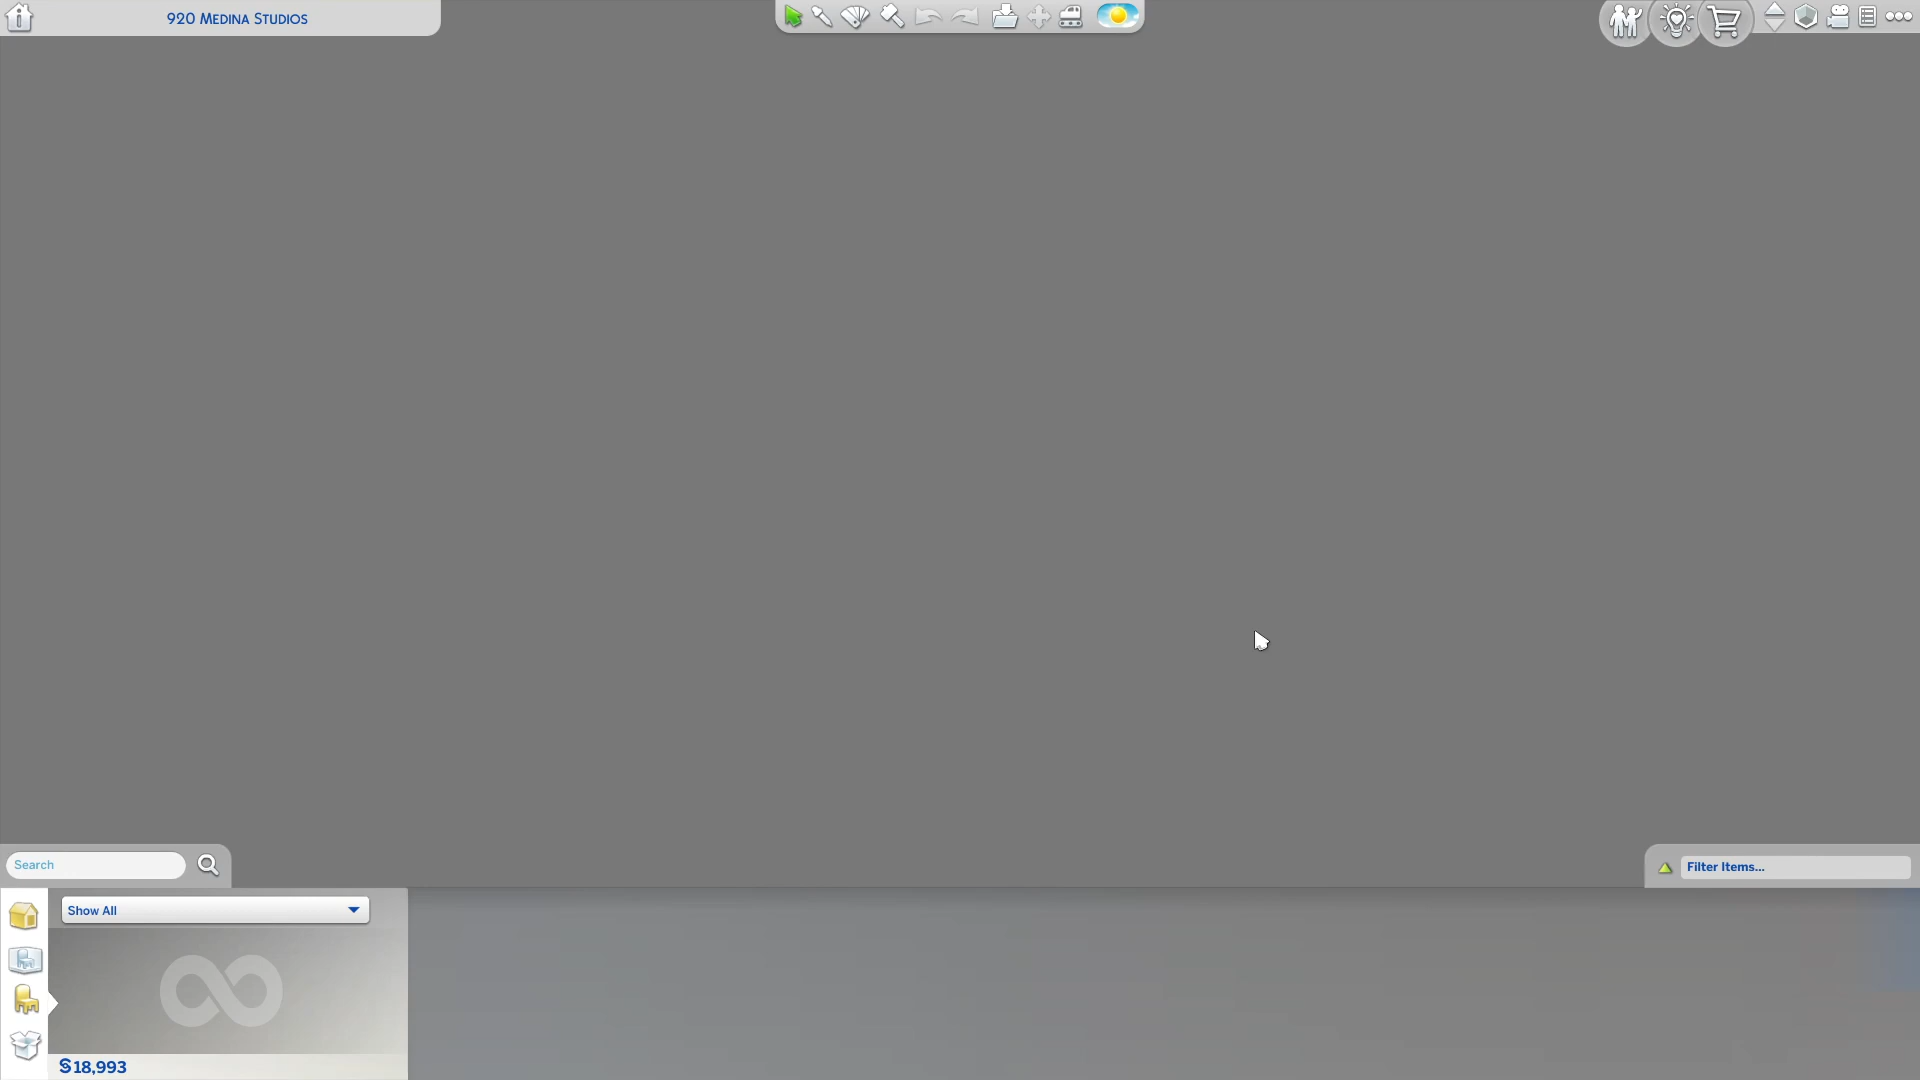 920 Medina Studios
Search
Filter Items...
Show All
§18,993